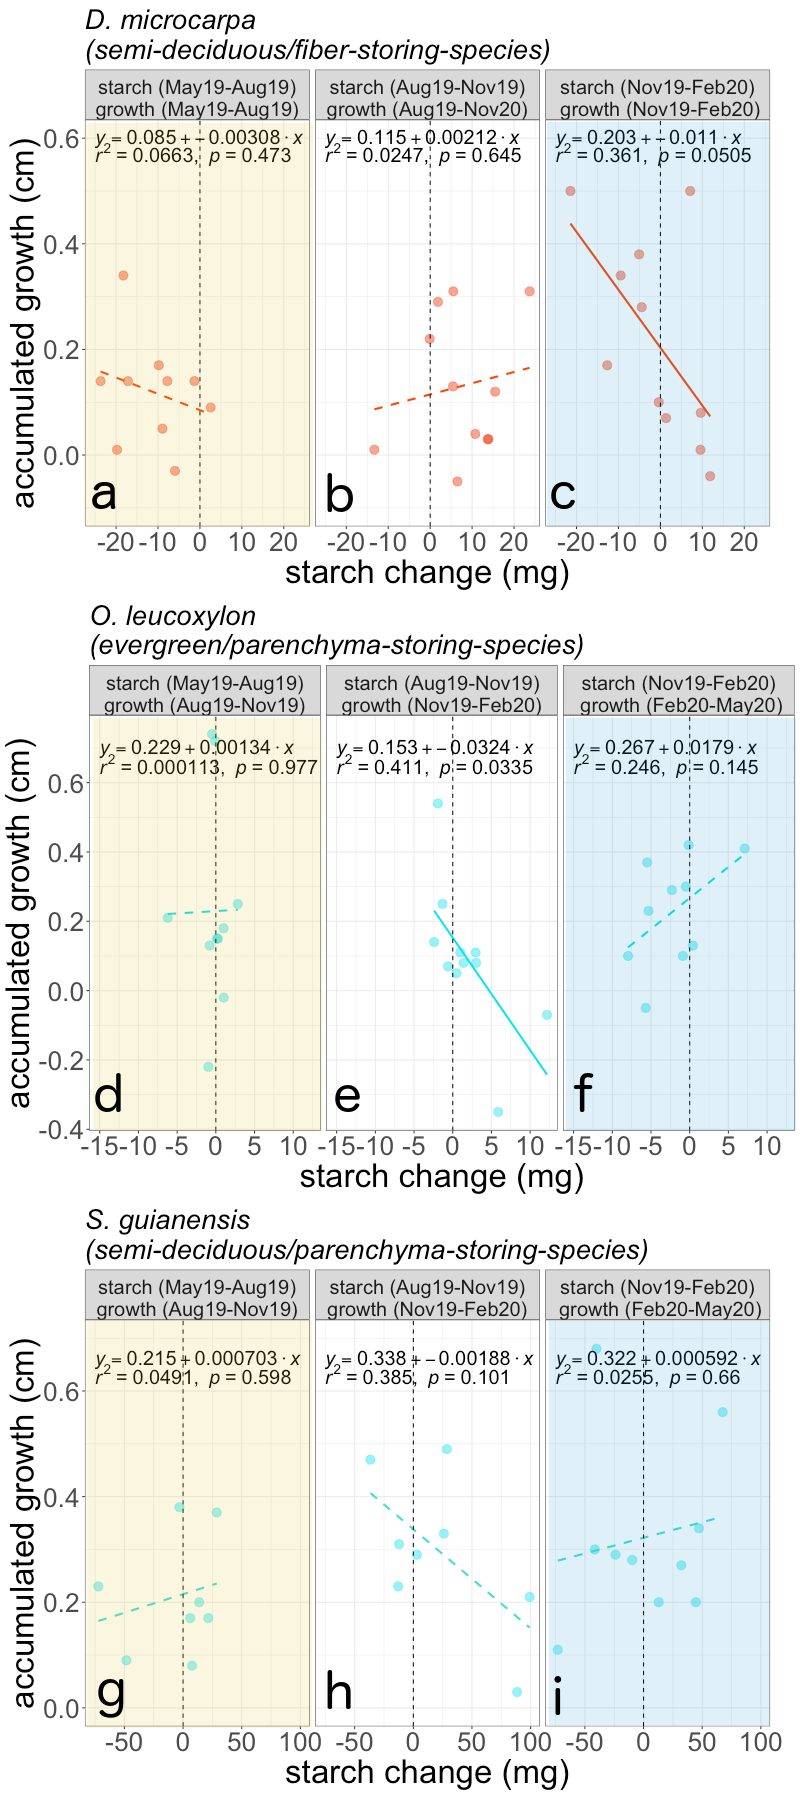 D. microcarpa
(semi-deciduous/fiber-storing-species)
starch (May19-Aug19)
growth (May19-Aug19)
starch (Aug19-Nov19)
growth (Aug19-Nov20)
starch (Nov19-Feb20)
growth (Nov19-Feb20)
y = 0.085 + − 0.00308 · x
r² = 0.0663, p = 0.473
y = 0.115 + 0.00212 · x
r² = 0.0247, p = 0.645
y = 0.203 + − 0.011 · x
r² = 0.361, p = 0.0505
accumulated growth (cm)
0.6
0.4
0.2
0.0
a
b
c
-20 -10 0 10 20
-20 -10 0 10 20
-20 -10 0 10 20
starch change (mg)
O. leucoxylon
(evergreen/parenchyma-storing-species)
starch (May19-Aug19)
growth (Aug19-Nov19)
starch (Aug19-Nov19)
growth (Nov19-Feb20)
starch (Nov19-Feb20)
growth (Feb20-May20)
y = 0.229 + 0.00134 · x
r² = 0.000113, p = 0.977
y = 0.153 + − 0.0324 · x
r² = 0.411, p = 0.0335
y = 0.267 + 0.0179 · x
r² = 0.246, p = 0.145
accumulated growth (cm)
0.6
0.4
0.2
0.0
-0.2
-0.4
d
e
f
-15 -10 -5 0 5 10
-15 -10 -5 0 5 10
-15 -10 -5 0 5 10
starch change (mg)
S. guianensis
(semi-deciduous/parenchyma-storing-species)
starch (May19-Aug19)
growth (Aug19-Nov19)
starch (Aug19-Nov19)
growth (Nov19-Feb20)
starch (Nov19-Feb20)
growth (Feb20-May20)
y = 0.215 + 0.000703 · x
r² = 0.0491, p = 0.598
y = 0.338 + − 0.00188 · x
r² = 0.385, p = 0.101
y = 0.322 + 0.000592 · x
r² = 0.0255, p = 0.66
accumulated growth (cm)
0.6
0.4
0.2
0.0
g
h
i
-50 0 50 100
-50 0 50 100
-50 0 50 100
starch change (mg)